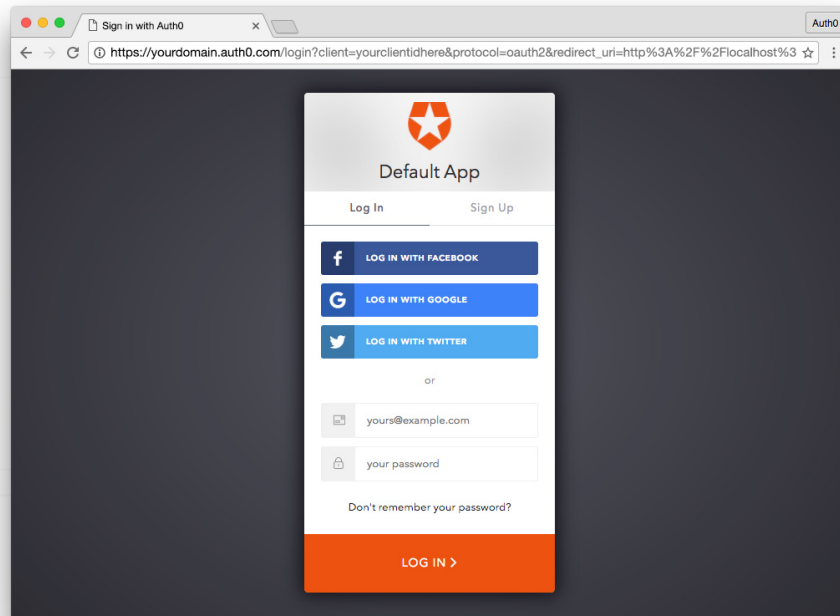 Sign in with Auth0
Auth0
https://yourdomain.auth0.com/login?client=yourclientidhere&protocol=oauth2&redirect_uri=http%3A%2F%2Flocalhost%3
Default App
Log In
Sign Up
LOG IN WITH FACEBOOK
LOG IN WITH GOOGLE
LOG IN WITH TWITTER
or
yours@example.com
your password
Don't remember your password?
LOG IN